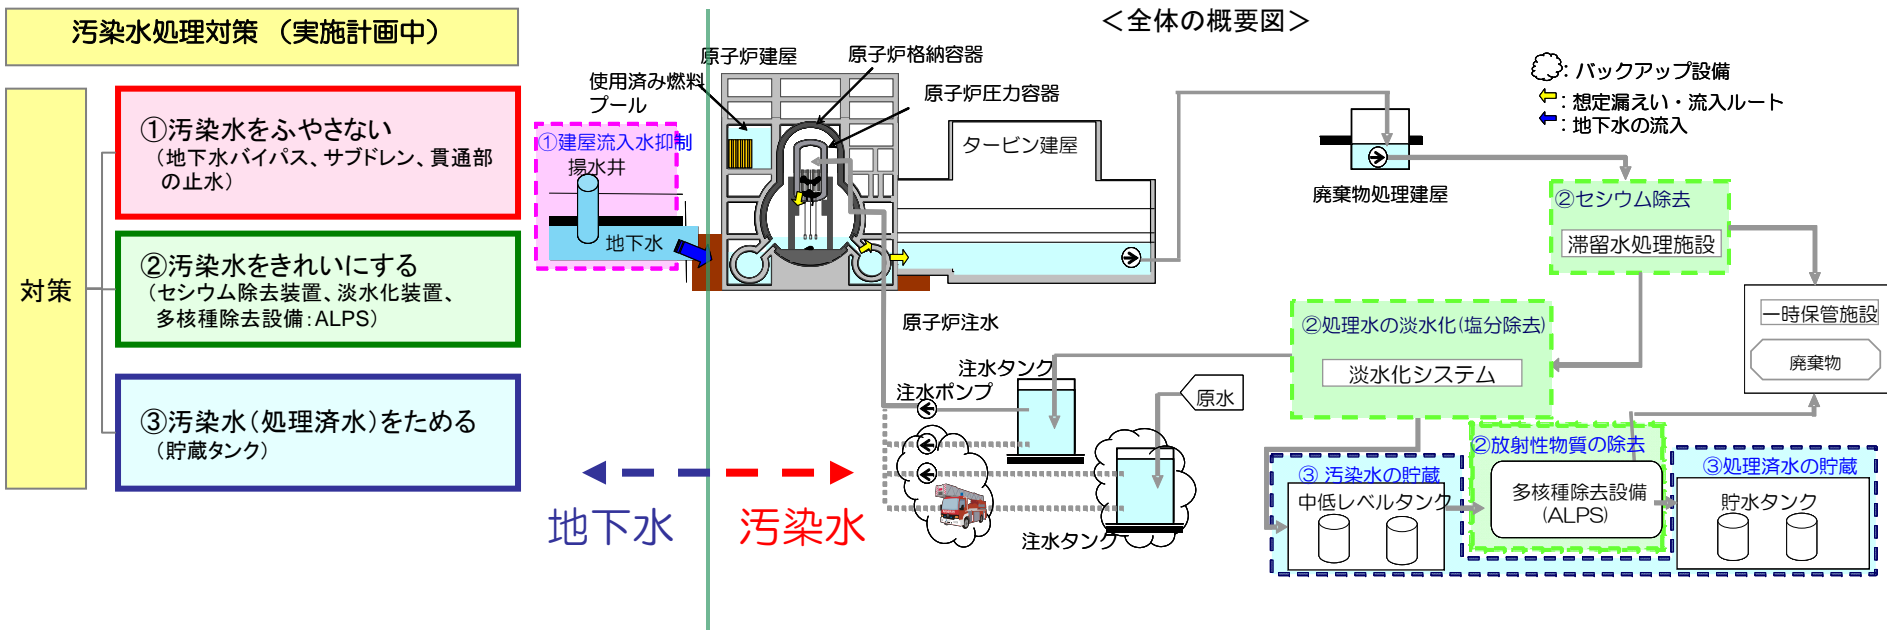 汚染水処理対策 (実施計画中)
対策
①汚染水をふやさない
(地下水バイパス、サブドレン、貫通部
の止水)
②汚染水をきれいにする
(セシウム除去装置、淡水化装置、
多核種除去設備:ALPS)
③汚染水(処理済水)をためる
(貯蔵タンク)
＜全体の概要図＞
原子炉建屋
原子炉格納容器
使用済み燃料
プール
原子炉圧力容器
①建屋流入水抑制
揚水井
地下水
タービン建屋
:バックアップ設備
:想定漏えい・流入ルート
:地下水の流入
廃棄物処理建屋
②セシウム除去
滞留水処理施設
一時保管施設
廃棄物
②処理水の淡水化(塩分除去)
淡水化システム
原子炉注水
注水タンク
注水ポンプ
原水
注水タンク
地下水
汚染水
③ 汚染水の貯蔵
中低レベルタンク
②放射性物質の除去
多核種除去設備
(ALPS)
③処理済水の貯蔵
貯水タンク